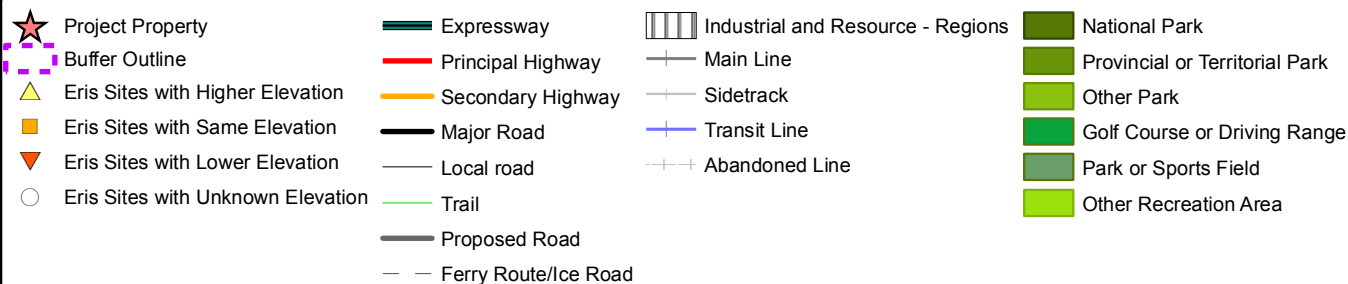 Project Property
Buffer Outline
Eris Sites with Higher Elevation
Eris Sites with Same Elevation
Eris Sites with Lower Elevation
Eris Sites with Unknown Elevation
Expressway
Principal Highway
Secondary Highway
Major Road
Local road
Trail
Proposed Road
Ferry Route/Ice Road
Industrial and Resource - Regions
Main Line
Sidetrack
Transit Line
Abandoned Line
National Park
Provincial or Territorial Park
Other Park
Golf Course or Driving Range
Park or Sports Field
Other Recreation Area